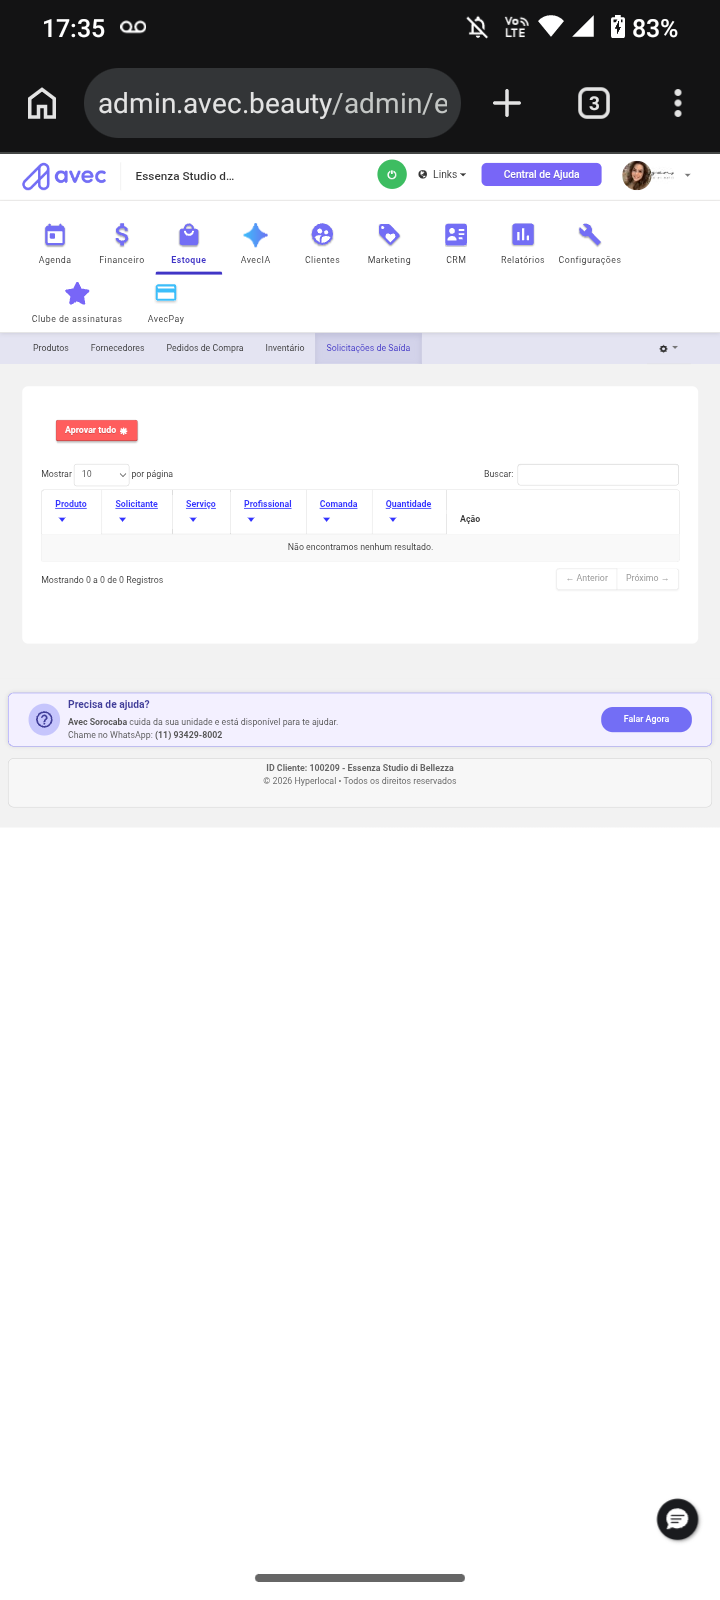 17:35
Vo LTE
83%
admin.avec.beauty/admin/e
3
avec
Essenza Studio d...
Links
Central de Ajuda
Agenda
Financeiro
Estoque
AvecIA
Clientes
Marketing
CRM
Relatórios
Configurações
Clube de assinaturas
AvecPay
Produtos
Fornecedores
Pedidos de Compra
Inventário
Solicitações de Saída
Aprovar tudo
Mostrar 10 por página
Buscar:
Produto
Solicitante
Serviço
Profissional
Comanda
Quantidade
Ação
Não encontramos nenhum resultado.
Mostrando 0 a 0 de 0 Registros
← Anterior
Próximo →
Precisa de ajuda?
Avec Sorocaba cuida da sua unidade e está disponível para te ajudar.
Chame no WhatsApp: (11) 93429-8002
Falar Agora
ID Cliente: 100209 - Essenza Studio di Bellezza
© 2026 Hyperlocal • Todos os direitos reservados